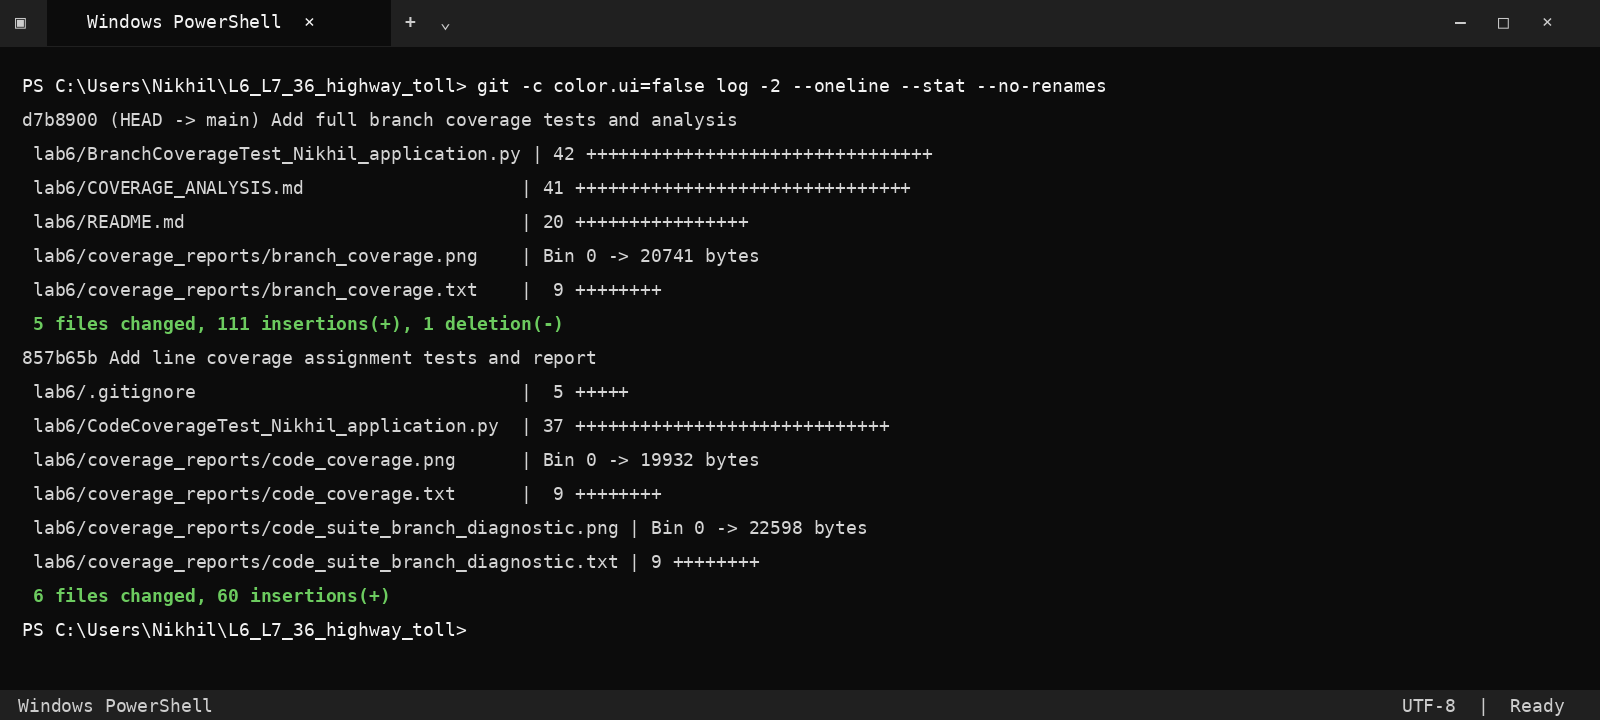 Windows PowerShell × + ⌄ – □ ×
PS C:\Users\Nikhil\L6_L7_36_highway_toll> git -c color.ui=false log -2 --oneline --stat --no-renames
d7b8900 (HEAD -> main) Add full branch coverage tests and analysis
 lab6/BranchCoverageTest_Nikhil_application.py | 42 ++++++++++++++++++++++++++++++++
 lab6/COVERAGE_ANALYSIS.md                    | 41 +++++++++++++++++++++++++++++++
 lab6/README.md                               | 20 ++++++++++++++++
 lab6/coverage_reports/branch_coverage.png    | Bin 0 -> 20741 bytes
 lab6/coverage_reports/branch_coverage.txt    |  9 ++++++++
 5 files changed, 111 insertions(+), 1 deletion(-)
857b65b Add line coverage assignment tests and report
 lab6/.gitignore                              |  5 +++++
 lab6/CodeCoverageTest_Nikhil_application.py  | 37 +++++++++++++++++++++++++++++
 lab6/coverage_reports/code_coverage.png      | Bin 0 -> 19932 bytes
 lab6/coverage_reports/code_coverage.txt      |  9 ++++++++
 lab6/coverage_reports/code_suite_branch_diagnostic.png | Bin 0 -> 22598 bytes
 lab6/coverage_reports/code_suite_branch_diagnostic.txt | 9 ++++++++
 6 files changed, 60 insertions(+)
PS C:\Users\Nikhil\L6_L7_36_highway_toll>
Windows PowerShell UTF-8 | Ready